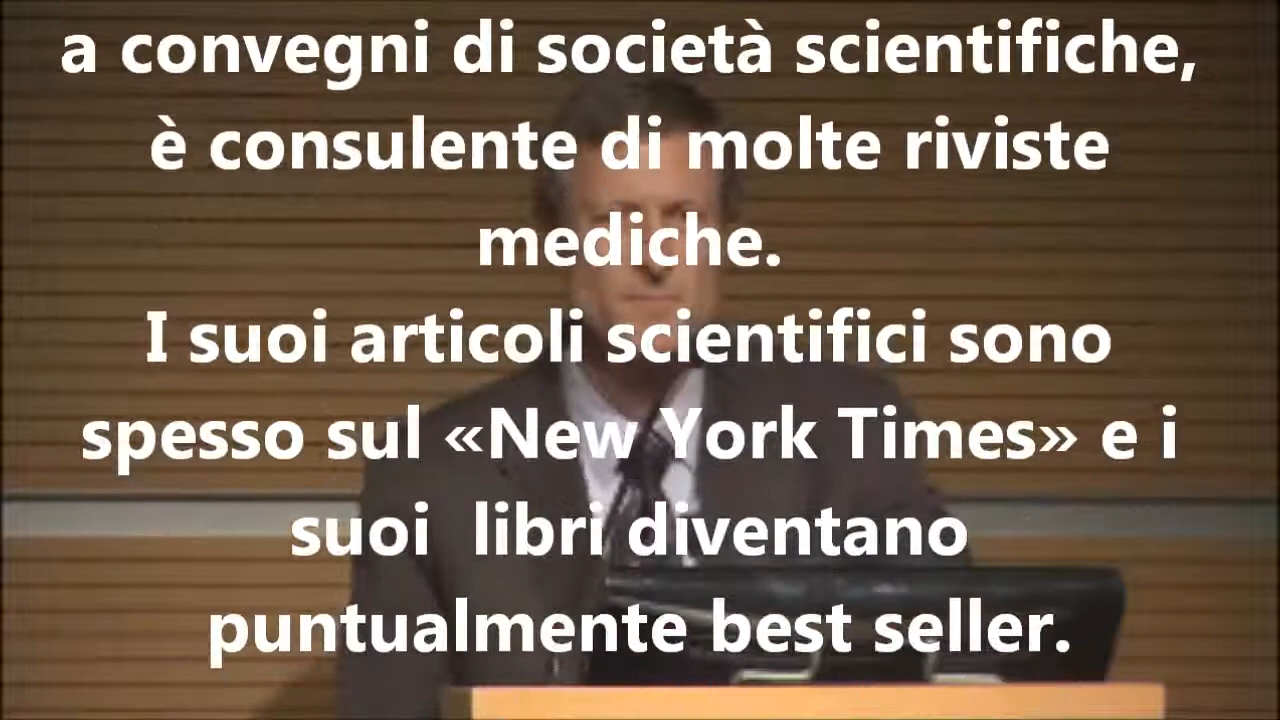 a convegni di società scientifiche,
è consulente di molte riviste
mediche.
I suoi articoli scientifici sono
spesso sul «New York Times» e i
suoi  libri diventano
puntualmente best seller.